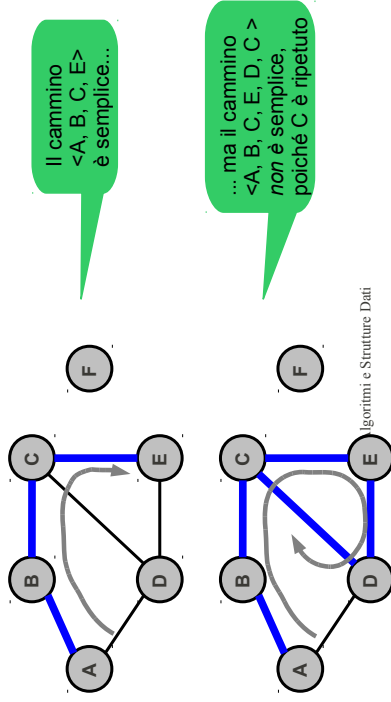 Il cammino
<A, B, C, E>
è semplice...
A
B
C
D
E
F
... ma il cammino
<A, B, C, E, D, C >
non è semplice,
poiché C è ripetuto
A
B
C
D
E
F
lgoritmi e Strutture Dati